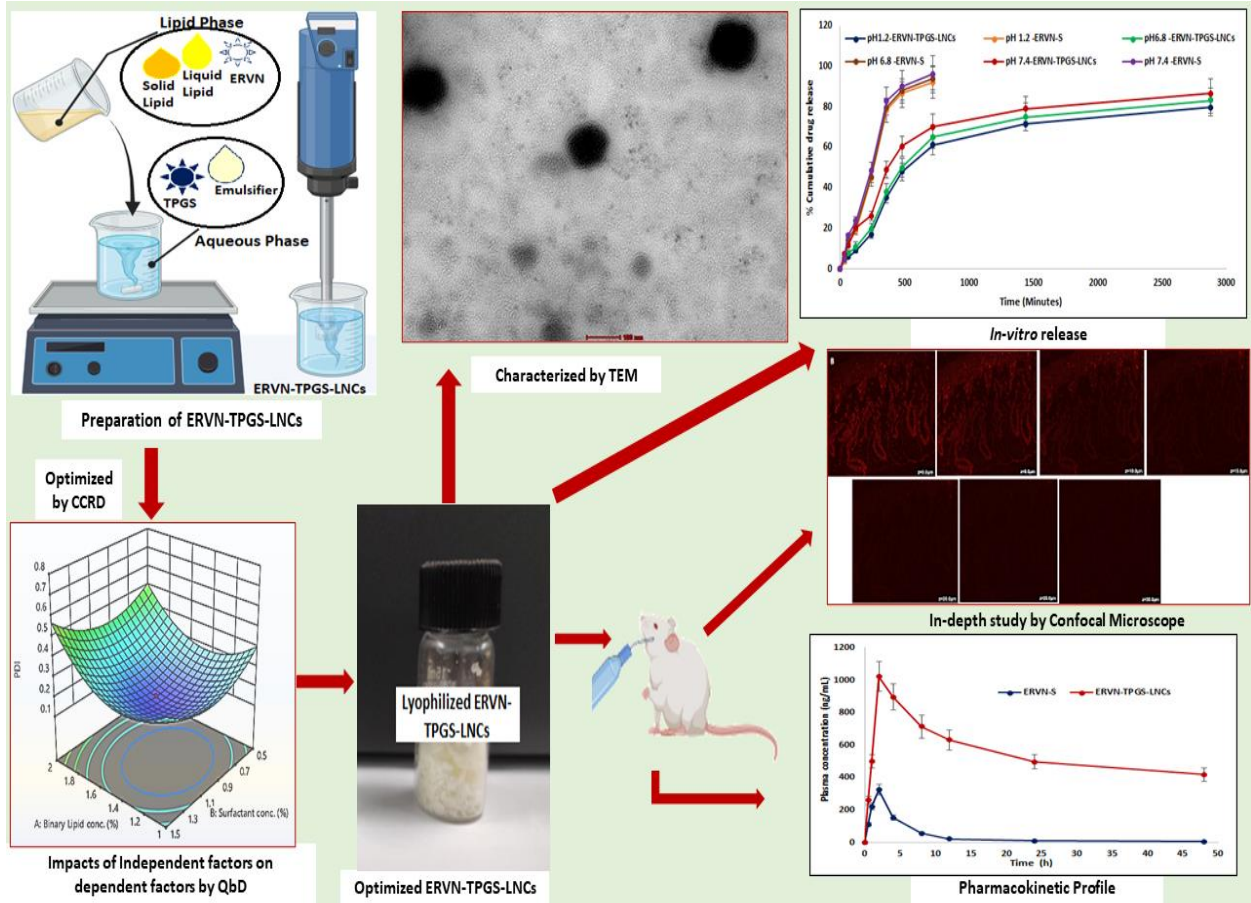 Lipid Phase
Solid
Lipid
Liquid
Lipid
ERVN
TPGS
Emulsifier
Aqueous Phase
ERVN-TPGS-LNCs
Preparation of ERVN-TPGS-LNCs
Optimized
by CCRD
PDI
0.8
0.7
0.6
0.5
0.4
0.3
0.2
0.1
2
1.8
1.6
1.4
1.2
1
A: Binary Lipid conc. (%)
0.5
0.7
0.9
1.1
1.3
1.5
B: Surfactant conc. (%)
Impacts of Independent factors on
dependent factors by QbD
Characterized by TEM
Lyophilized ERVN-
TPGS-LNCs
Optimized ERVN-TPGS-LNCs
pH1.2-ERVN-TPGS-LNCs
pH 1.2 -ERVN-S
pH6.8 -ERVN-TPGS-LNCs
pH 6.8 -ERVN-S
pH 7.4-ERVN-TPGS-LNCs
pH 7.4 -ERVN-S
% Cumulative drug release
100
80
60
40
20
0
0 500 1000 1500 2000 2500 3000
Time (Minutes)
In-vitro release
In-depth study by Confocal Microscope
1200
1000
800
600
400
200
0
Plasma concentration (ng/mL)
ERVN-S
ERVN-TPGS-LNCs
0 5 10 15 20 25 30 35 40 45 50
Time (h)
Pharmacokinetic Profile